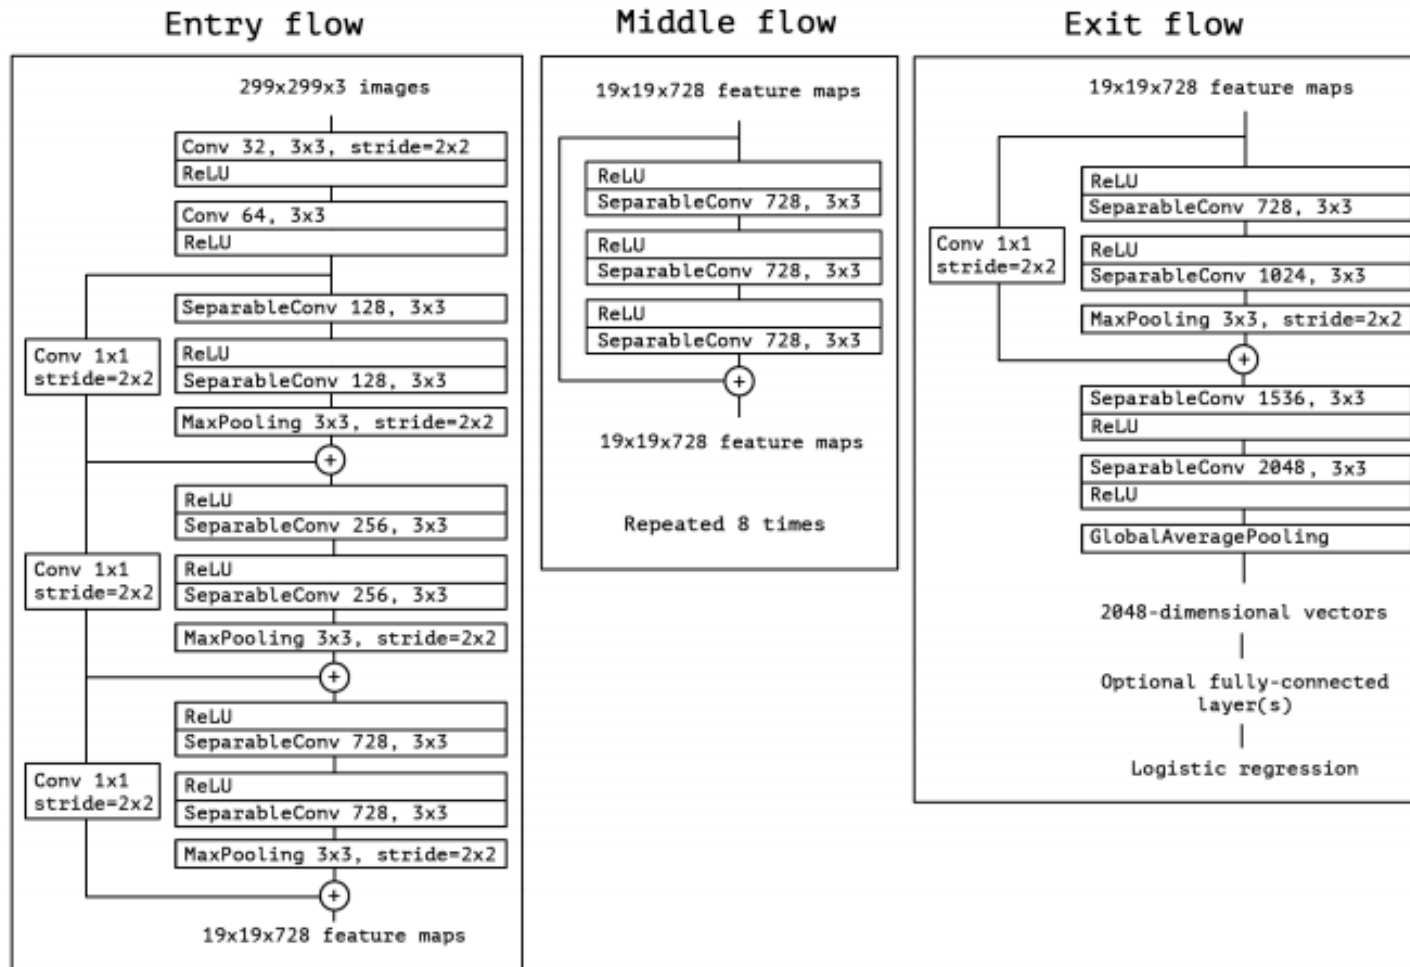 Entry flow
299x299x3 images
Conv 32, 3x3, stride=2x2
ReLU
Conv 64, 3x3
ReLU
SeparableConv 128, 3x3
Conv 1x1
stride=2x2
ReLU
SeparableConv 128, 3x3
MaxPooling 3x3, stride=2x2
+
ReLU
SeparableConv 256, 3x3
Conv 1x1
stride=2x2
ReLU
SeparableConv 256, 3x3
MaxPooling 3x3, stride=2x2
+
ReLU
SeparableConv 728, 3x3
Conv 1x1
stride=2x2
ReLU
SeparableConv 728, 3x3
MaxPooling 3x3, stride=2x2
+
19x19x728 feature maps
Middle flow
19x19x728 feature maps
ReLU
SeparableConv 728, 3x3
ReLU
SeparableConv 728, 3x3
ReLU
SeparableConv 728, 3x3
+
19x19x728 feature maps
Repeated 8 times
Exit flow
19x19x728 feature maps
ReLU
SeparableConv 728, 3x3
Conv 1x1
stride=2x2
ReLU
SeparableConv 1024, 3x3
MaxPooling 3x3, stride=2x2
+
SeparableConv 1536, 3x3
ReLU
SeparableConv 2048, 3x3
ReLU
GlobalAveragePooling
2048-dimensional vectors
Optional fully-connected
layer(s)
Logistic regression